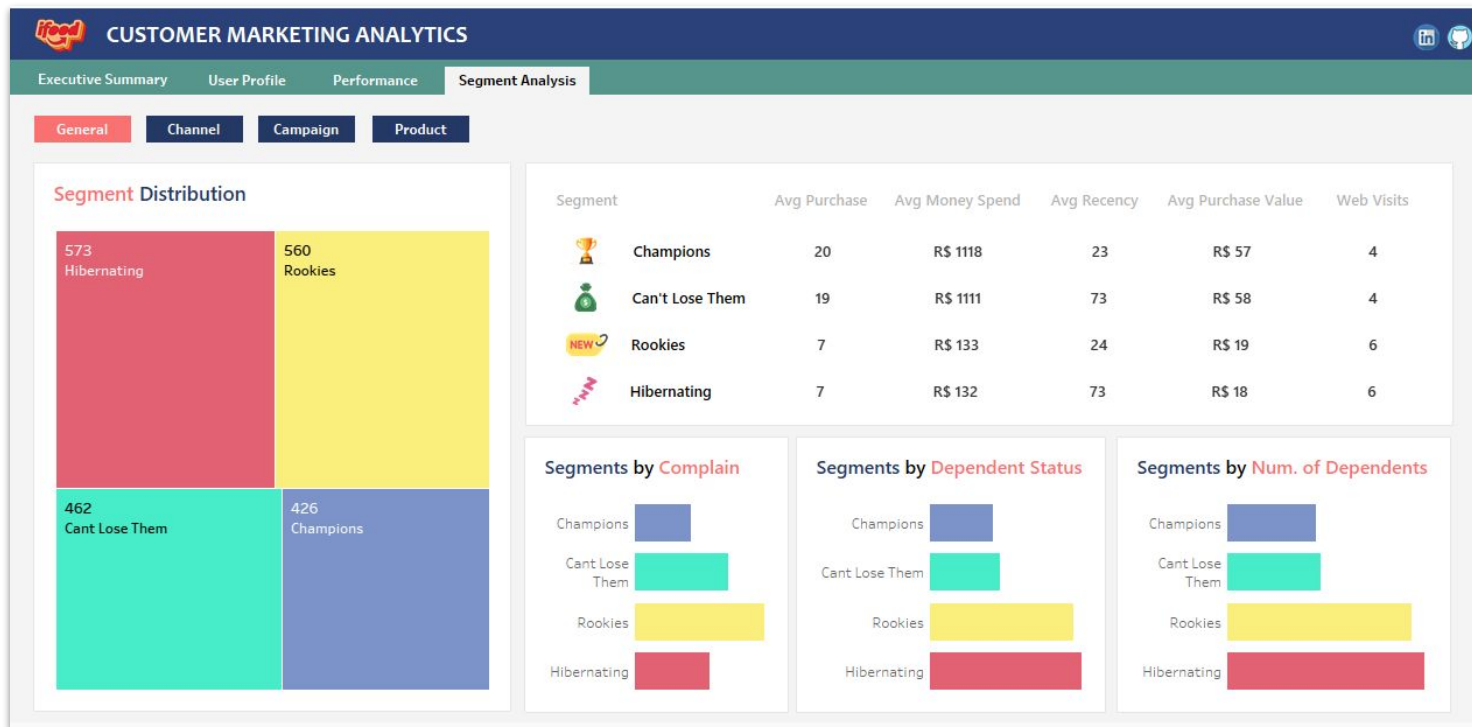 ifood
CUSTOMER MARKETING ANALYTICS
in
Executive Summary User Profile Performance Segment Analysis
General Channel Campaign Product
Segment Distribution
573
Hibernating
560
Rookies
462
Cant Lose Them
426
Champions
Segment Avg Purchase Avg Money Spend Avg Recency Avg Purchase Value Web Visits
Champions 20 R$ 1118 23 R$ 57 4
$ Can't Lose Them 19 R$ 1111 73 R$ 58 4
NEW Rookies 7 R$ 133 24 R$ 19 6
zzzz Hibernating 7 R$ 132 73 R$ 18 6
Segments by Complain
Champions
Cant Lose
Them
Rookies
Hibernating
Segments by Dependent Status
Champions
Cant Lose Them
Rookies
Hibernating
Segments by Num. of Dependents
Champions
Cant Lose
Them
Rookies
Hibernating